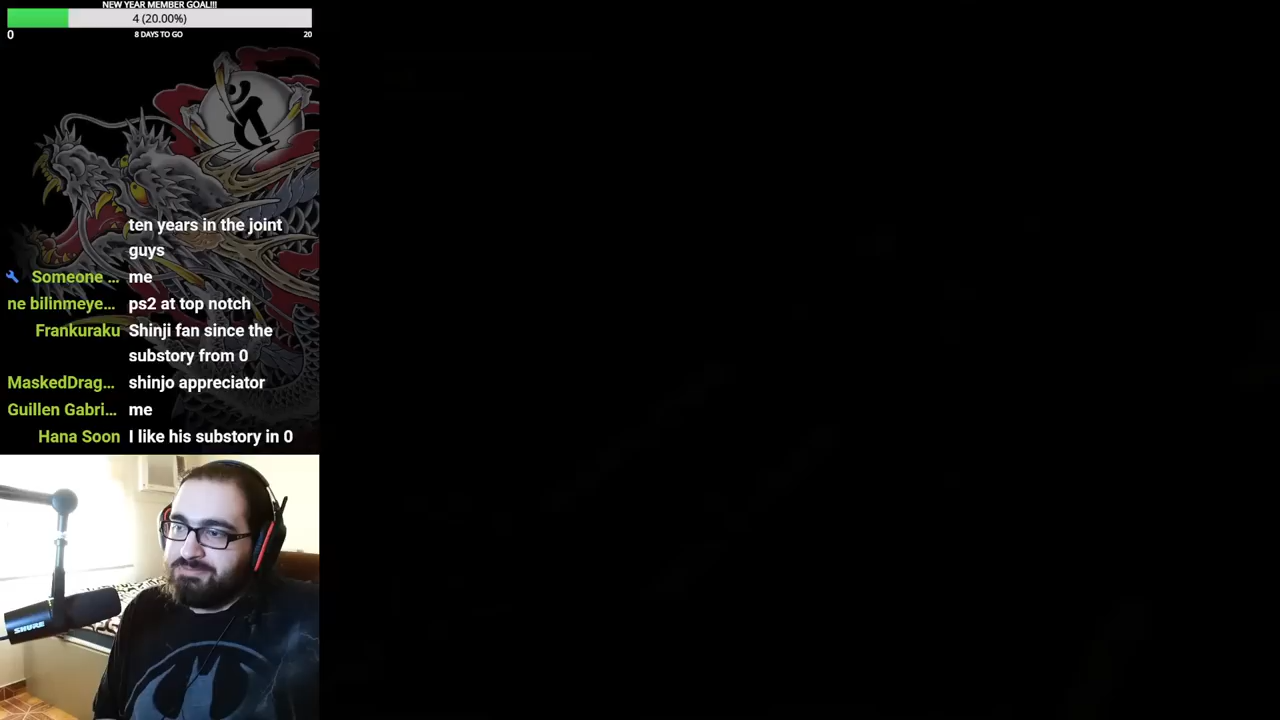 NEW YEAR MEMBER GOAL!!!
4 (20.00%)
0 8 DAYS TO GO 20
ten years in the joint
guys
Someone ... me
ne bilinmeye... ps2 at top notch
Frankuraku Shinji fan since the
substory from 0
MaskedDrag... shinjo appreciator
Guillen Gabri... me
Hana Soon I like his substory in 0
SHURE